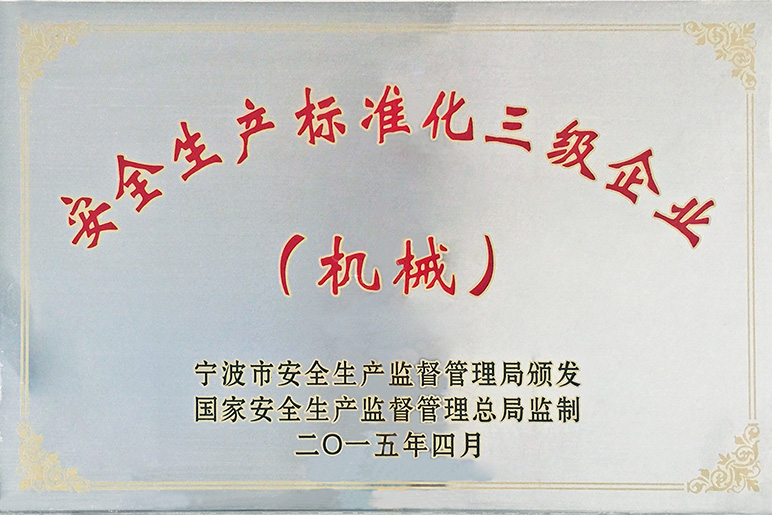 安全生产标准化三级企业
（机械）
宁波市安全生产监督管理局颁发
国家安全生产监督管理总局监制
二〇一五年四月